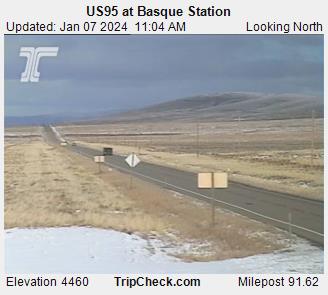 US95 at Basque Station
Updated: Jan 07 2024 11:04 AM Looking North
Elevation 4460 TripCheck.com Milepost 91.62